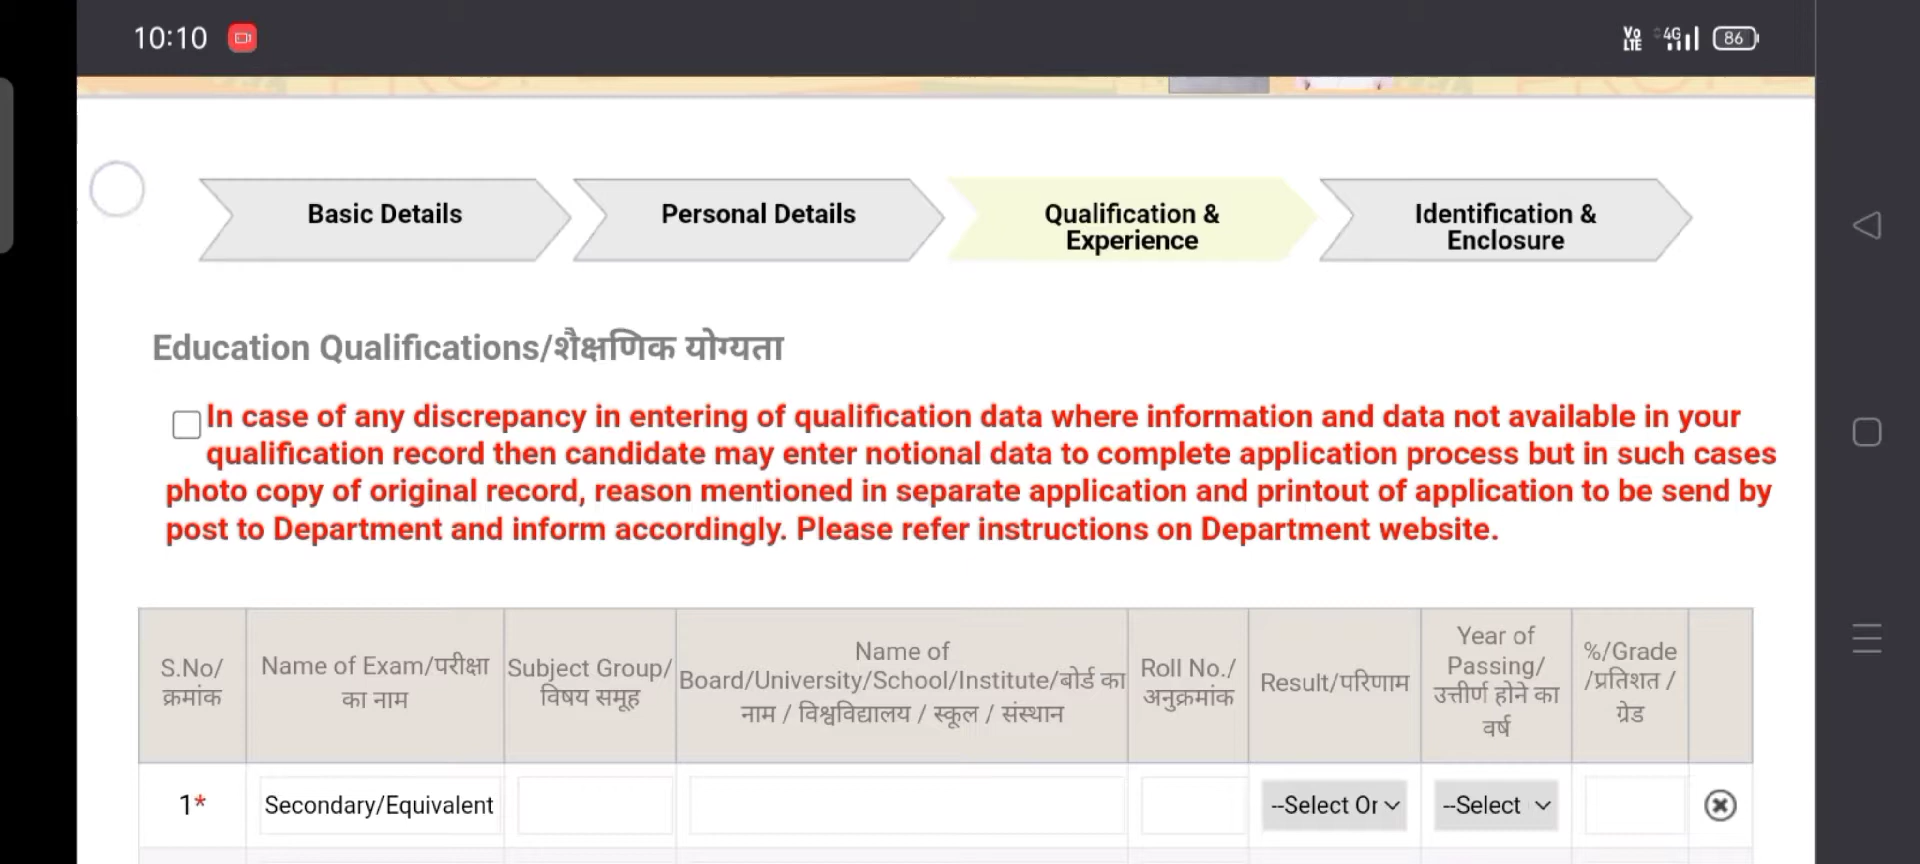 10:10
Vo LTE 4G 86
Basic Details
Personal Details
Qualification &
Experience
Identification &
Enclosure
Education Qualifications/शैक्षणिक योग्यता
In case of any discrepancy in entering of qualification data where information and data not available in your
qualification record then candidate may enter notional data to complete application process but in such cases
photo copy of original record, reason mentioned in separate application and printout of application to be send by
post to Department and inform accordingly. Please refer instructions on Department website.
S.No/
क्रमांक
Name of Exam/परीक्षा
का नाम
Subject Group/
विषय समूह
Name of
Board/University/School/Institute/बोर्ड का
नाम / विश्वविद्यालय / स्कूल / संस्थान
Roll No./
अनुक्रमांक
Result/परिणाम
Year of
Passing/
उत्तीर्ण होने का
वर्ष
%/Grade
/प्रतिशत /
ग्रेड
1*
Secondary/Equivalent
--Select Or
--Select